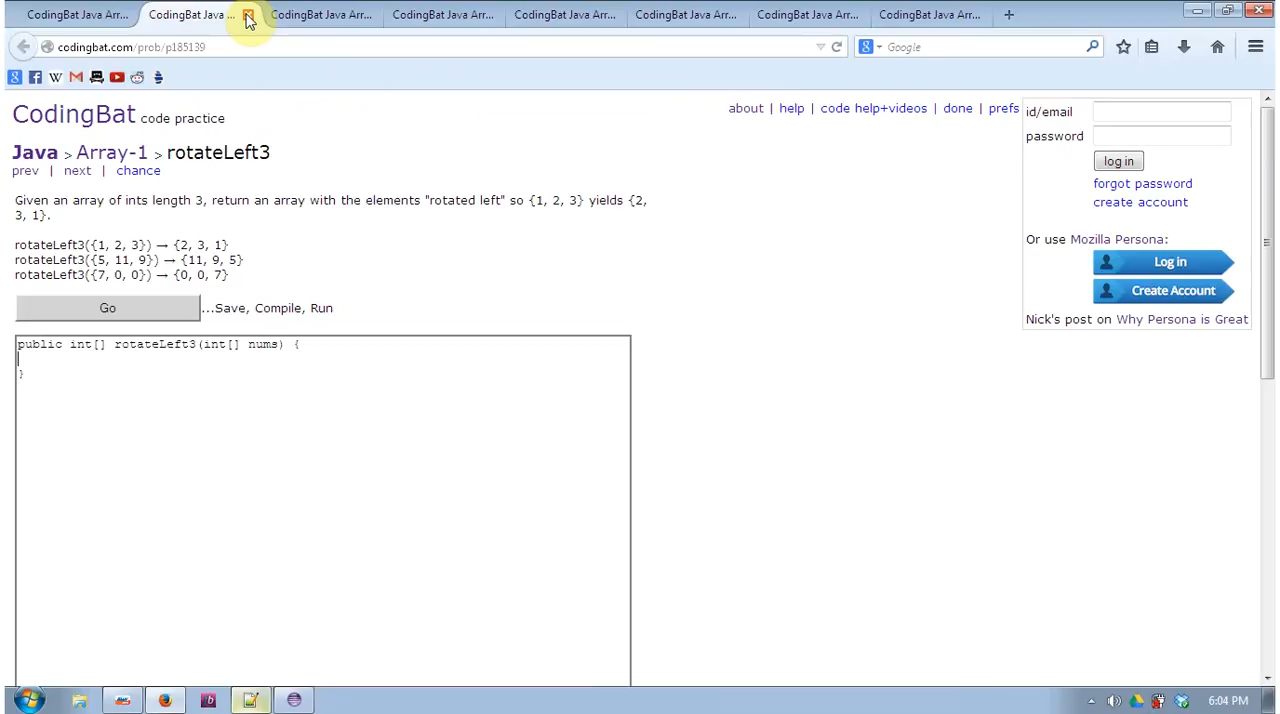 CodingBat Java Arr...
CodingBat Java ...
CodingBat Java Arr...
CodingBat Java Arr...
CodingBat Java Arr...
CodingBat Java Arr...
CodingBat Java Arr...
CodingBat Java Arr...
codingbat.com/prob/p185139
Google
CodingBat code practice
about | help | code help+videos | done | prefs
id/email
password
log in
forgot password
create account
Or use Mozilla Persona:
Log in
Create Account
Nick's post on Why Persona is Great
Java > Array-1 > rotateLeft3
prev | next | chance
Given an array of ints length 3, return an array with the elements "rotated left" so {1, 2, 3} yields {2,
3, 1}.
rotateLeft3({1, 2, 3}) → {2, 3, 1}
rotateLeft3({5, 11, 9}) → {11, 9, 5}
rotateLeft3({7, 0, 0}) → {0, 0, 7}
Go ...Save, Compile, Run
public int[] rotateLeft3(int[] nums) {
}
6:04 PM